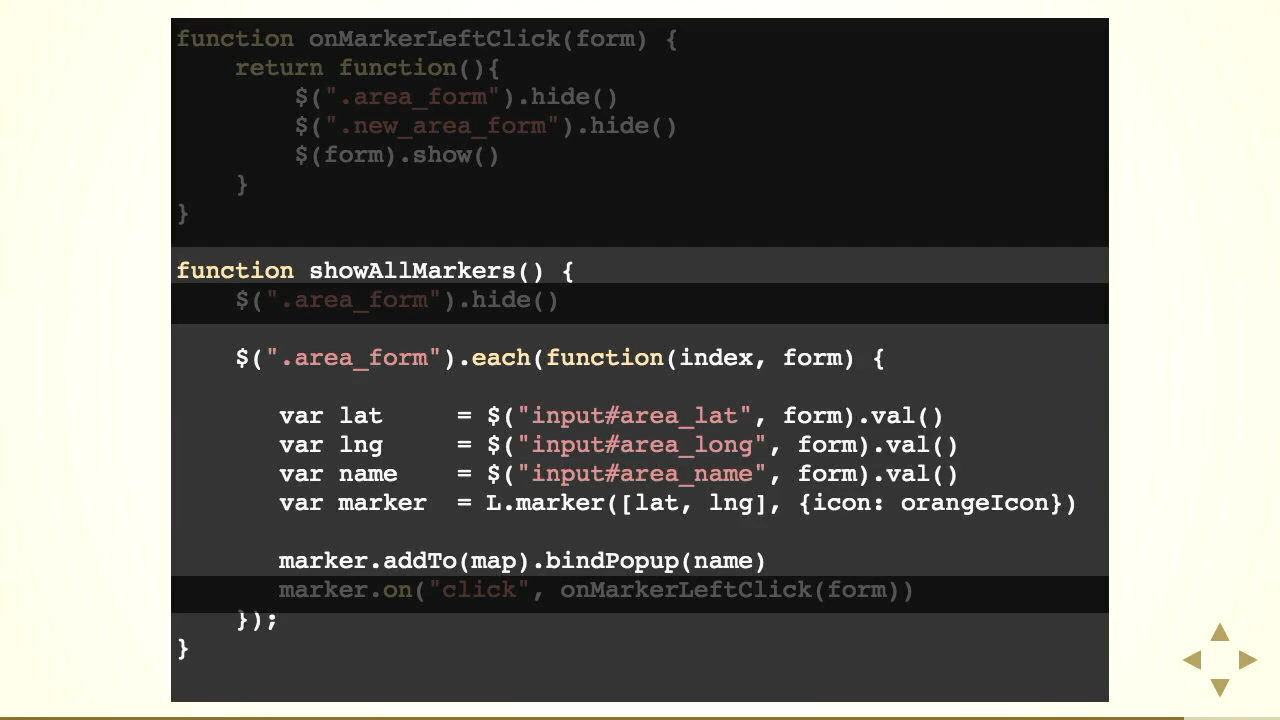 function onMarkerLeftClick(form) {
    return function(){
        $(".area_form").hide()
        $(".new_area_form").hide()
        $(form).show()
    }
}

function showAllMarkers() {
    $(".area_form").hide()

    $(".area_form").each(function(index, form) {

       var lat     = $("input#area_lat", form).val()
       var lng     = $("input#area_long", form).val()
       var name    = $("input#area_name", form).val()
       var marker  = L.marker([lat, lng], {icon: orangeIcon})

       marker.addTo(map).bindPopup(name)
       marker.on("click", onMarkerLeftClick(form))
    });
}